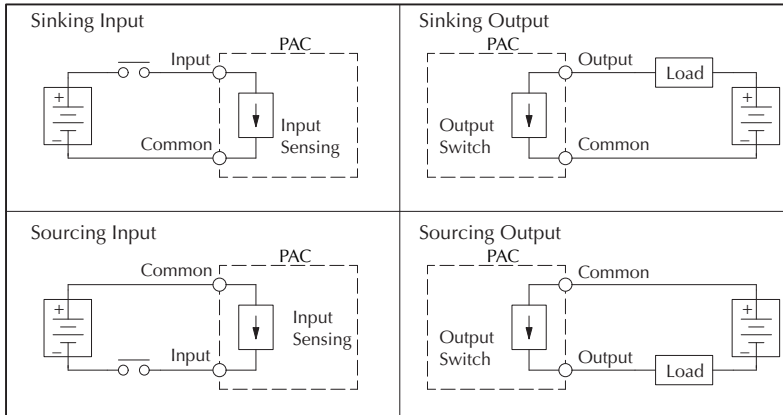 Sinking Input
PAC
Input
+
−
Input
Sensing
Common
Sinking Output
PAC
Output
Load
+
−
Output
Switch
Common
Sourcing Input
PAC
Common
+
−
Input
Sensing
Input
Sourcing Output
PAC
Common
+
−
Output
Switch
Output
Load